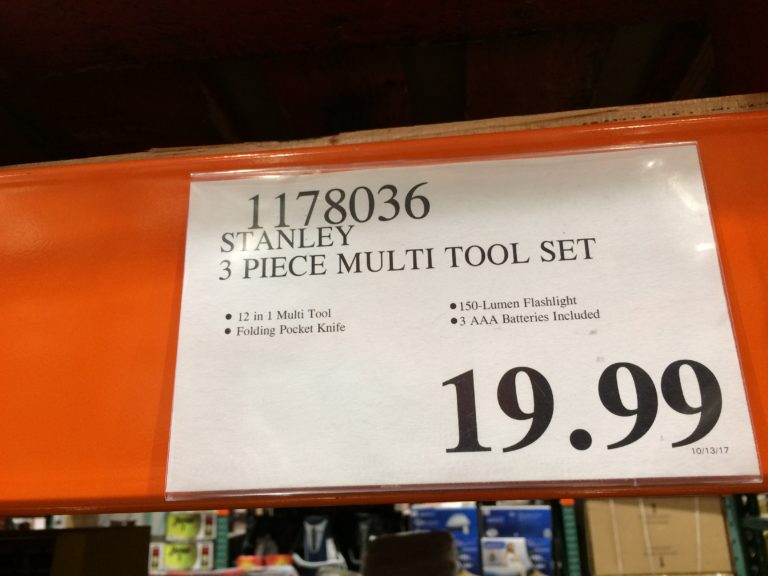 1178036
STANLEY
3 PIECE MULTI TOOL SET
• 12 in 1 Multi Tool
• Folding Pocket Knife
• 150-Lumen Flashlight
• 3 AAA Batteries Included
19.99
10/13/17